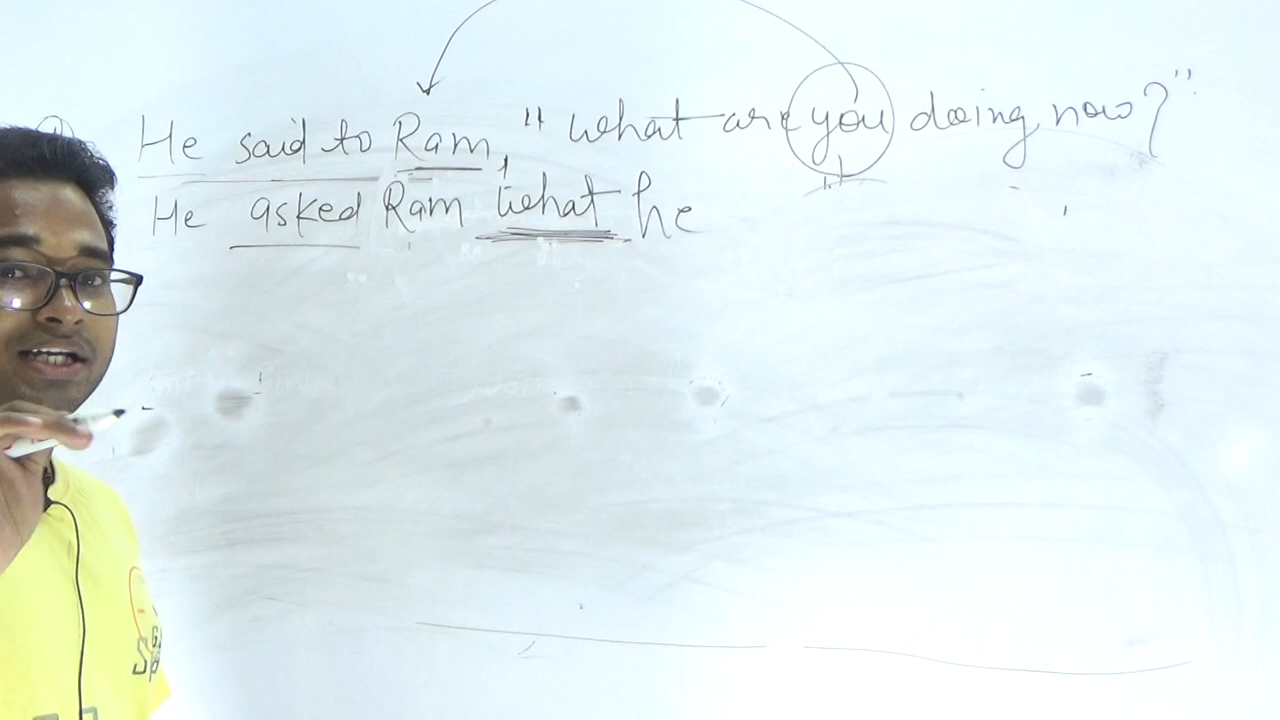 He said to Ram, "what are you doing now?"
He asked Ram what he